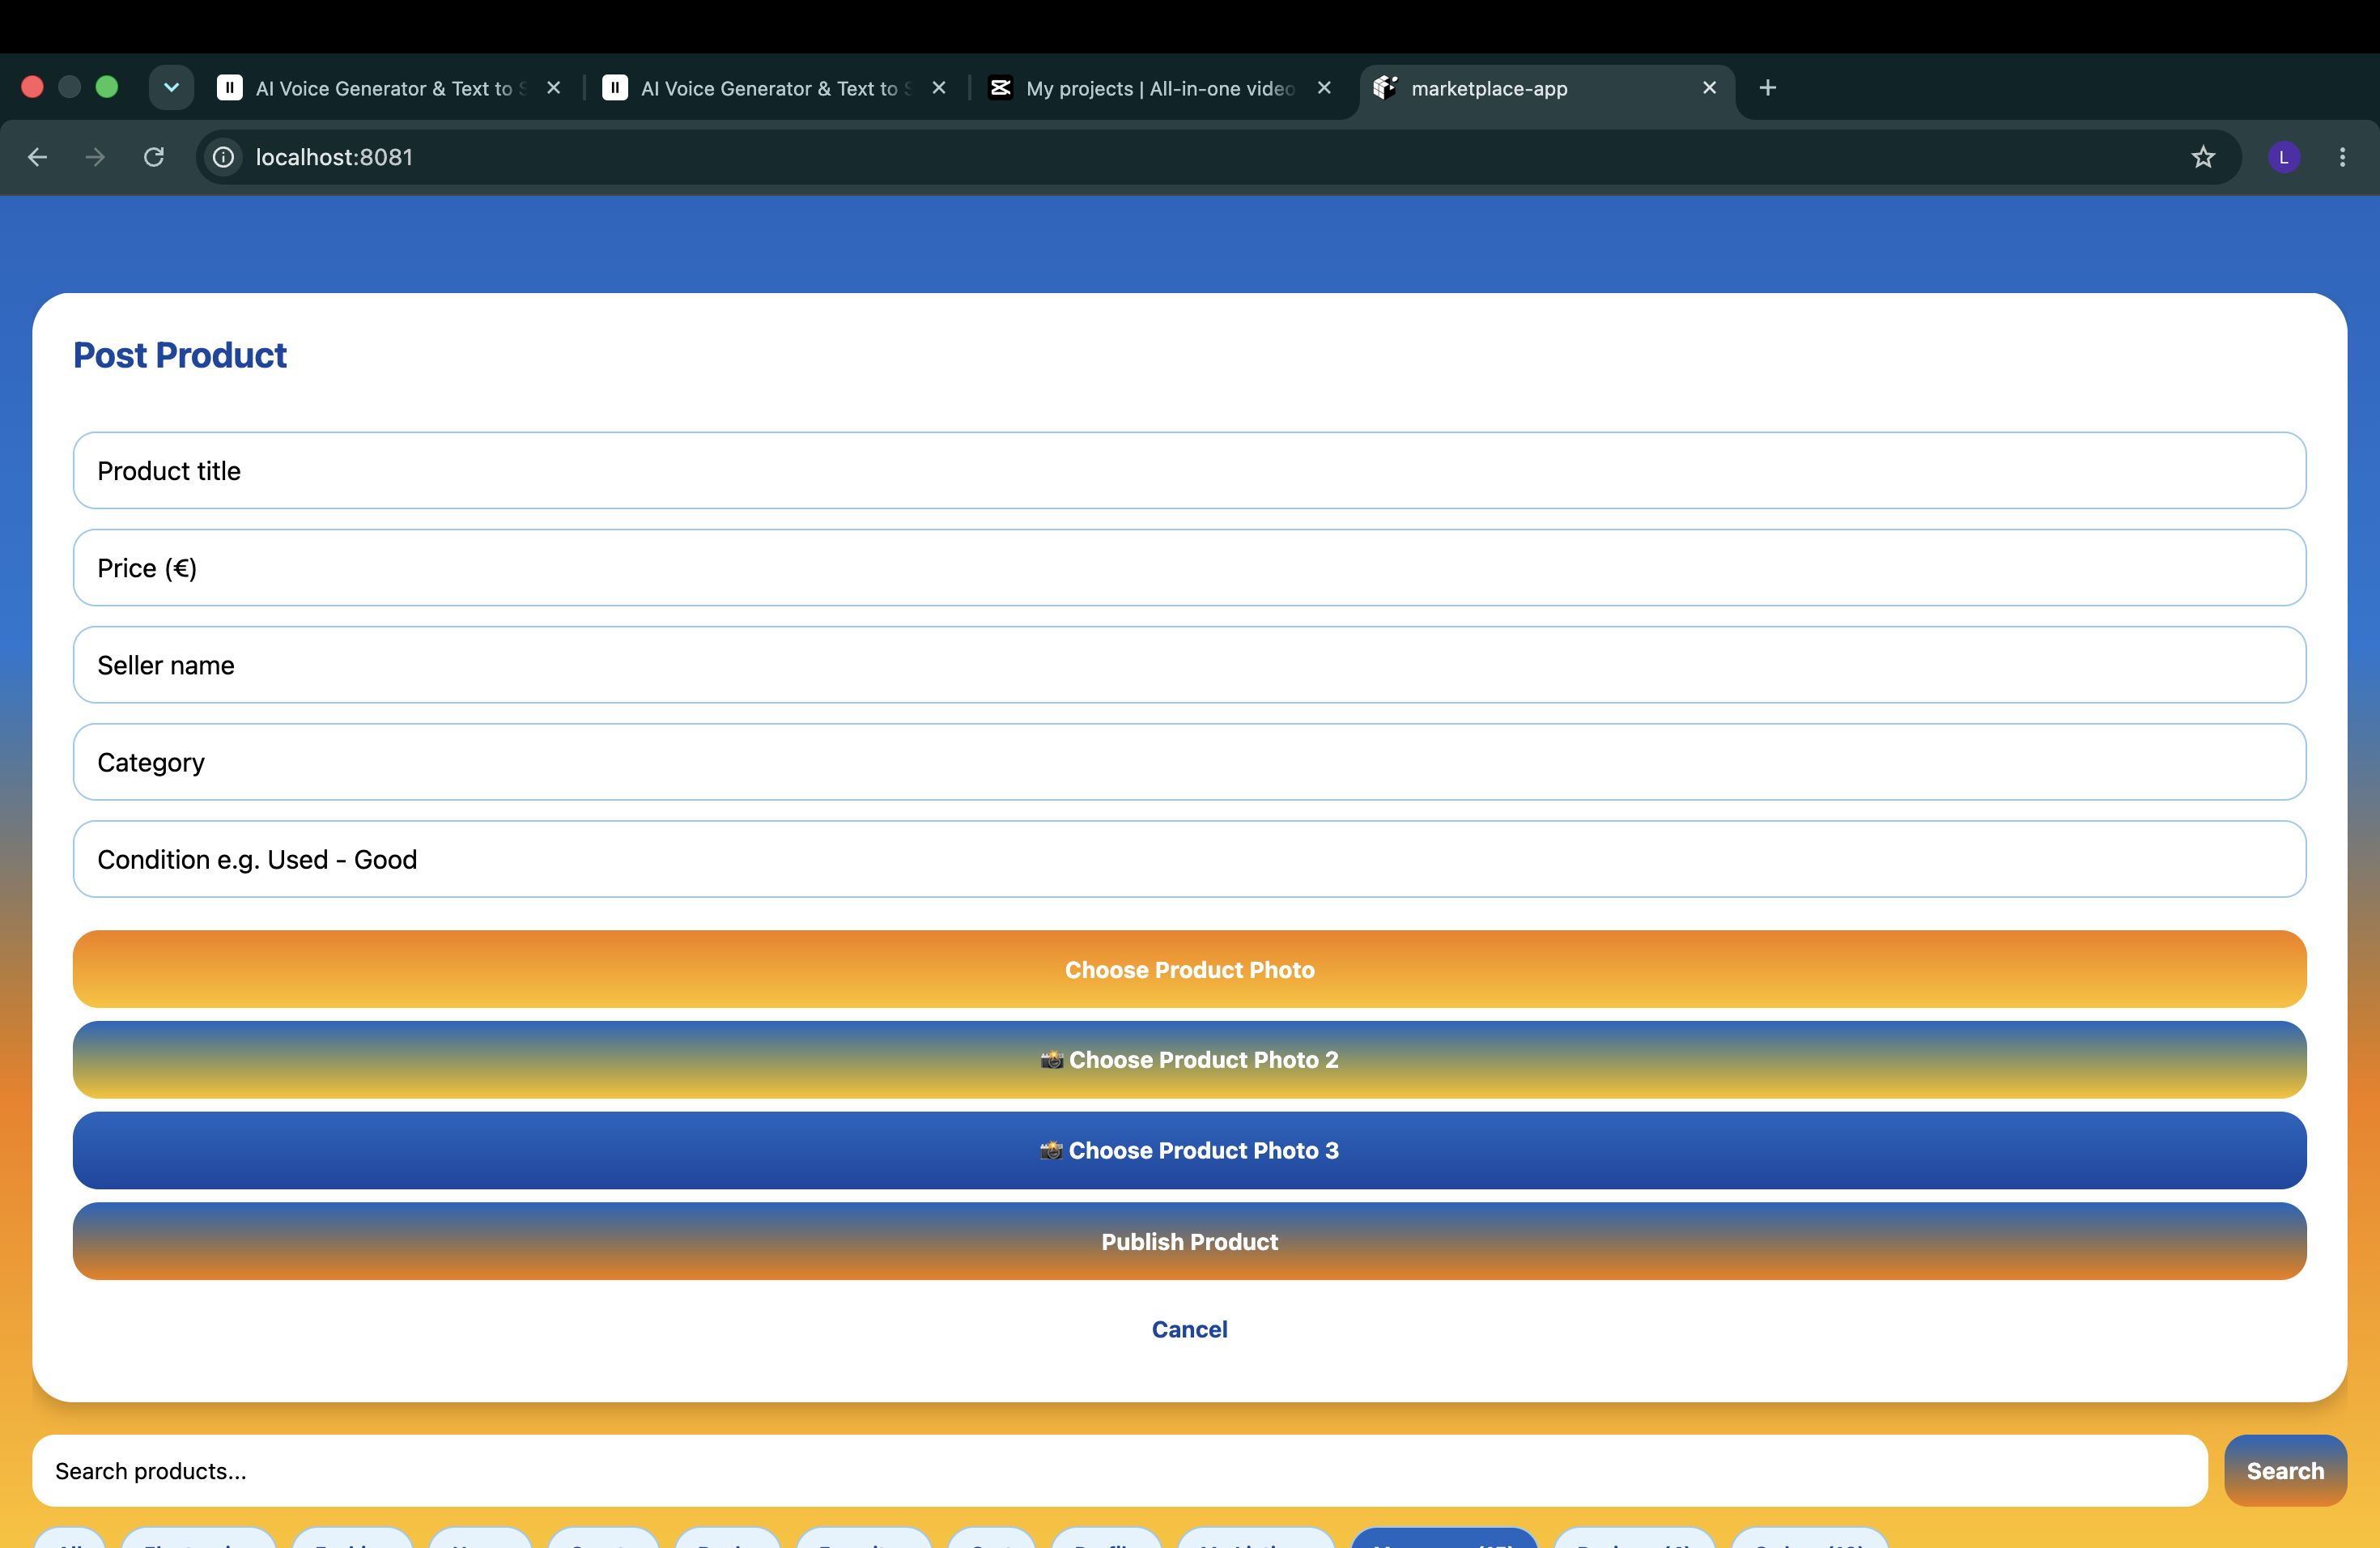 AI Voice Generator & Text to
AI Voice Generator & Text to
My projects | All-in-one video
marketplace-app
localhost:8081
L
Post Product
Product title
Price (€)
Seller name
Category
Condition e.g. Used - Good
Choose Product Photo
📸 Choose Product Photo 2
📸 Choose Product Photo 3
Publish Product
Cancel
Search products...
Search